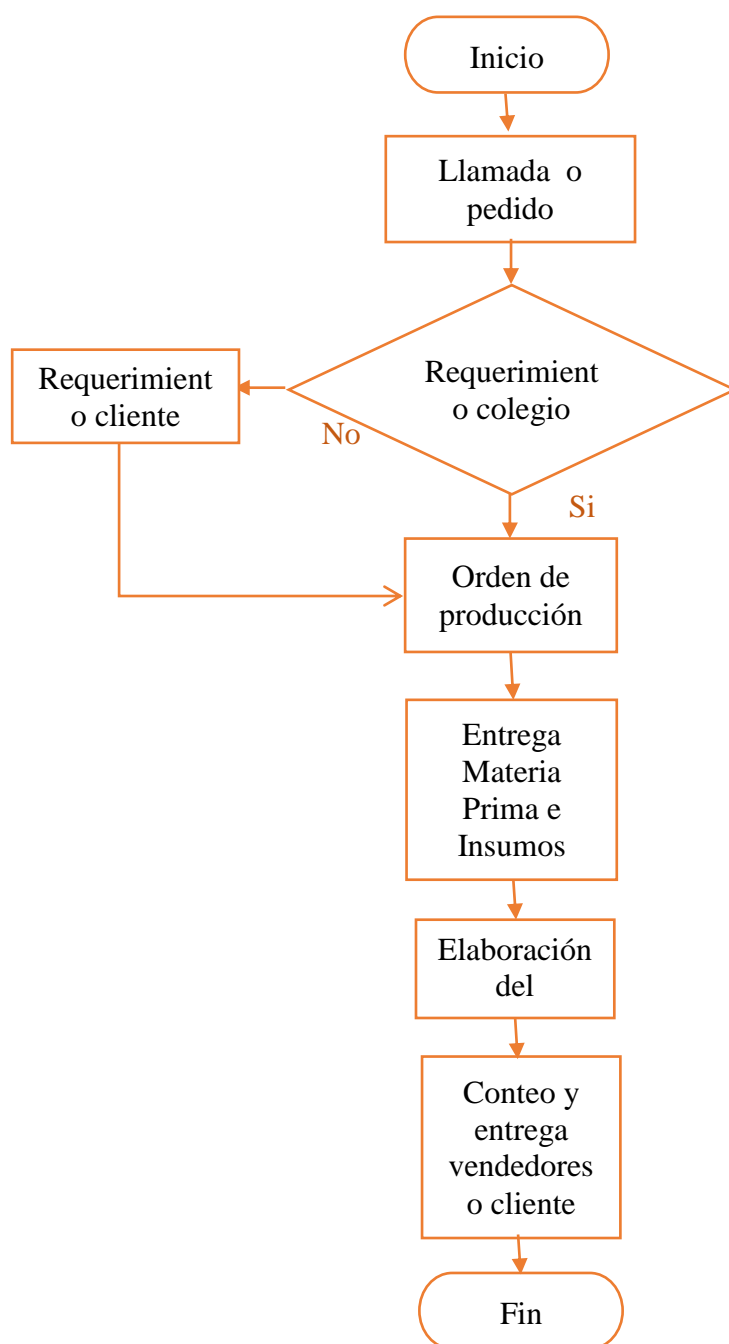 Inicio
Llamada o
pedido
Requerimient
o colegio
Requerimient
o cliente
No
Si
Orden de
producción
Entrega
Materia
Prima e
Insumos
Elaboración
del
Conteo y
entrega
vendedores
o cliente
Fin